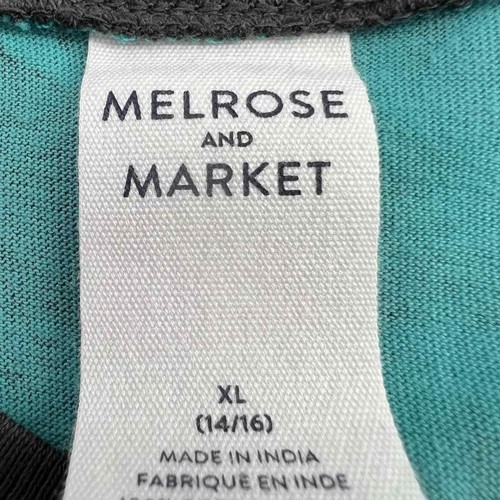 MELROSE
AND
MARKET
XL
(14/16)
MADE IN INDIA
FABRIQUE EN INDE